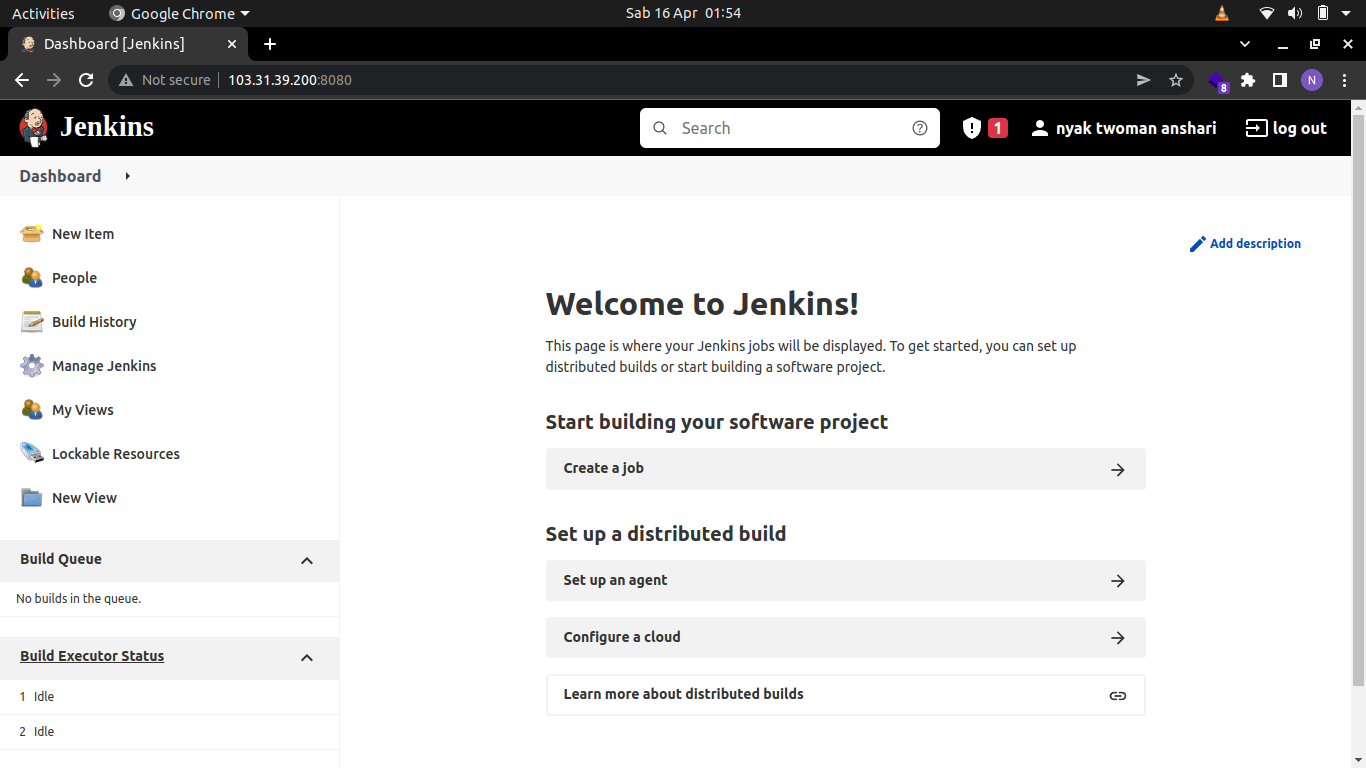 Activities
Google Chrome
Sab 16 Apr 01:54
Dashboard [Jenkins]
Not secure
103.31.39.200:8080
8
N
Jenkins
Search
1
nyak twoman anshari
log out
Dashboard
New Item
People
Build History
Manage Jenkins
My Views
Lockable Resources
New View
Build Queue
No builds in the queue.
Build Executor Status
1 Idle
2 Idle
Add description
Welcome to Jenkins!
This page is where your Jenkins jobs will be displayed. To get started, you can set up
distributed builds or start building a software project.
Start building your software project
Create a job
Set up a distributed build
Set up an agent
Configure a cloud
Learn more about distributed builds